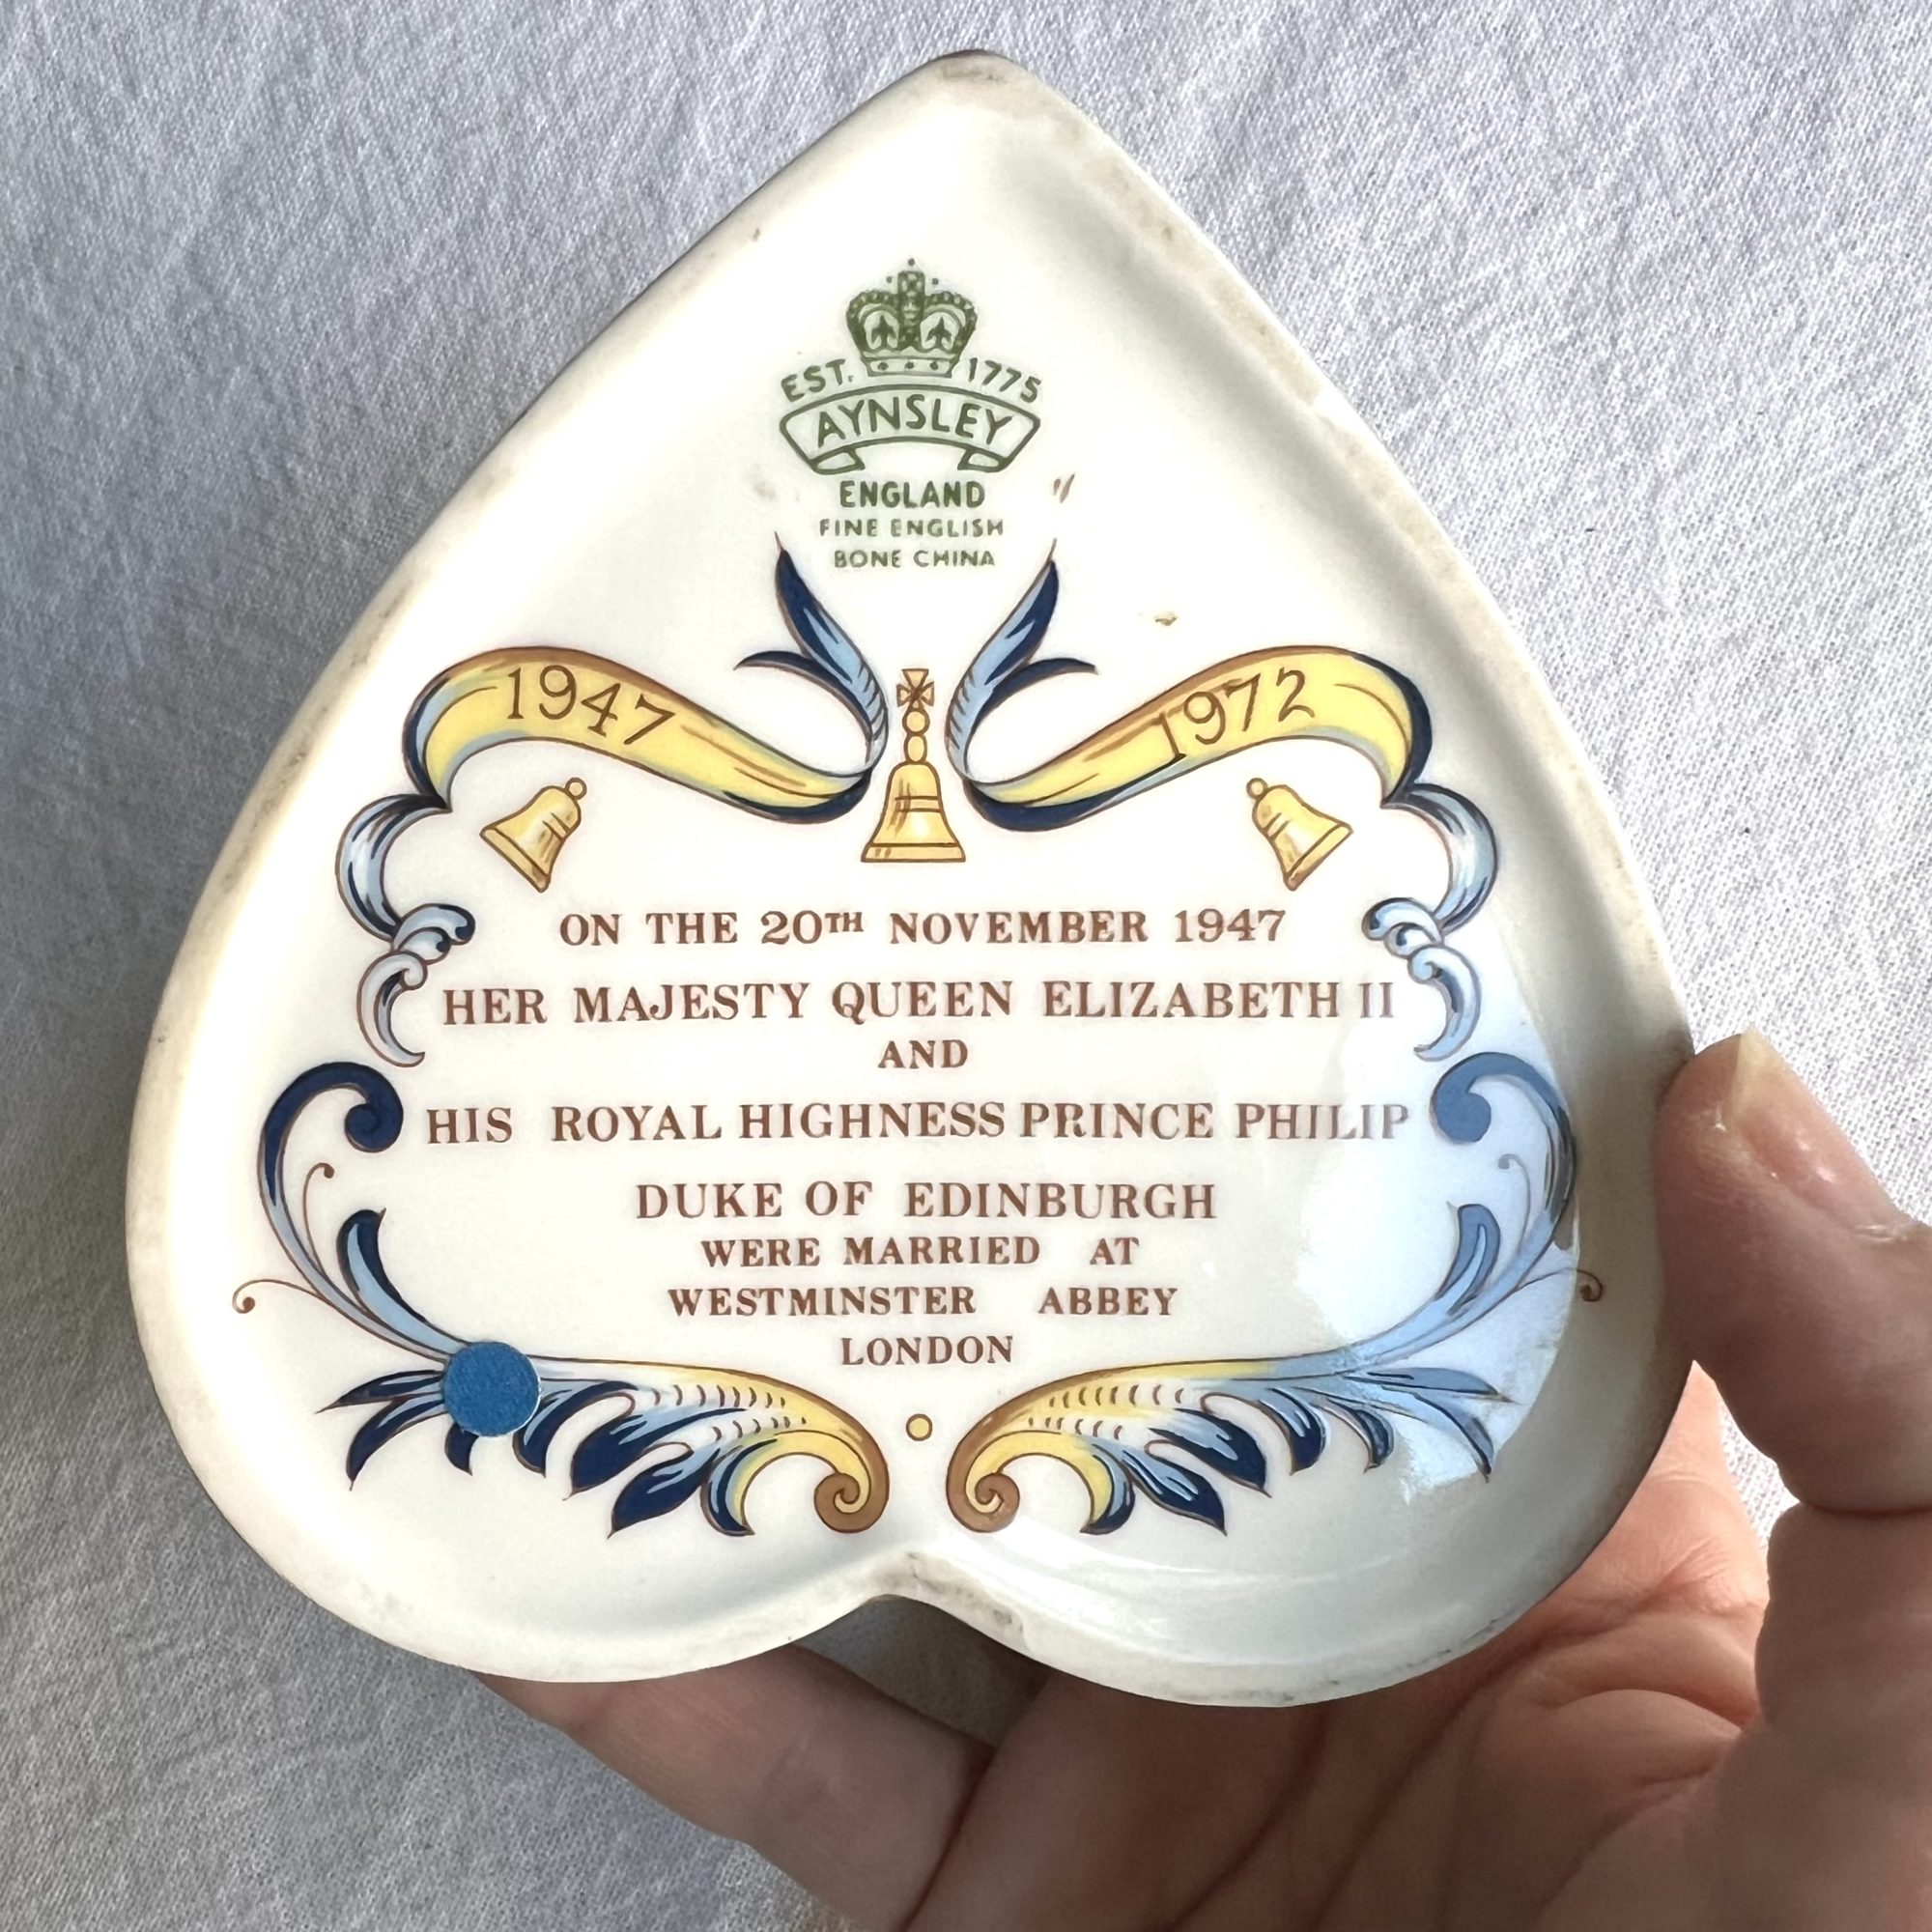 EST. 1775
AYNSLEY
ENGLAND
FINE ENGLISH
BONE CHINA
1947 1972
ON THE 20TH NOVEMBER 1947
HER MAJESTY QUEEN ELIZABETH II
AND
HIS ROYAL HIGHNESS PRINCE PHILIP
DUKE OF EDINBURGH
WERE MARRIED AT
WESTMINSTER ABBEY
LONDON